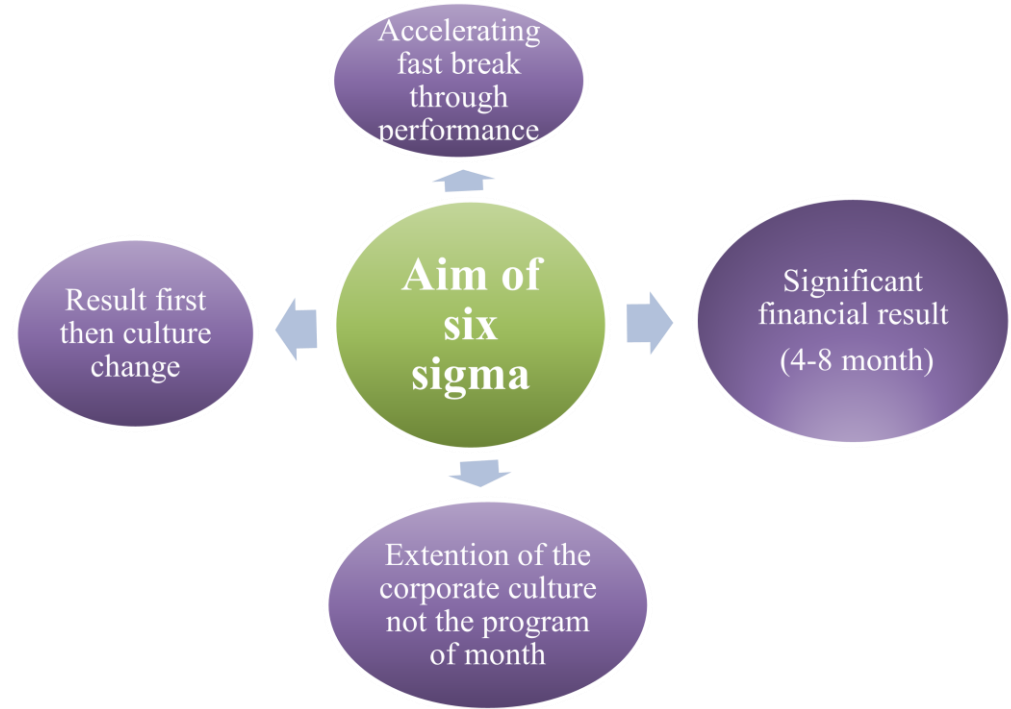 Accelerating
fast break
through
performance
Aim of
six
sigma
Result first
then culture
change
Significant
financial result
(4-8 month)
Extention of the
corporate culture
not the program
of month